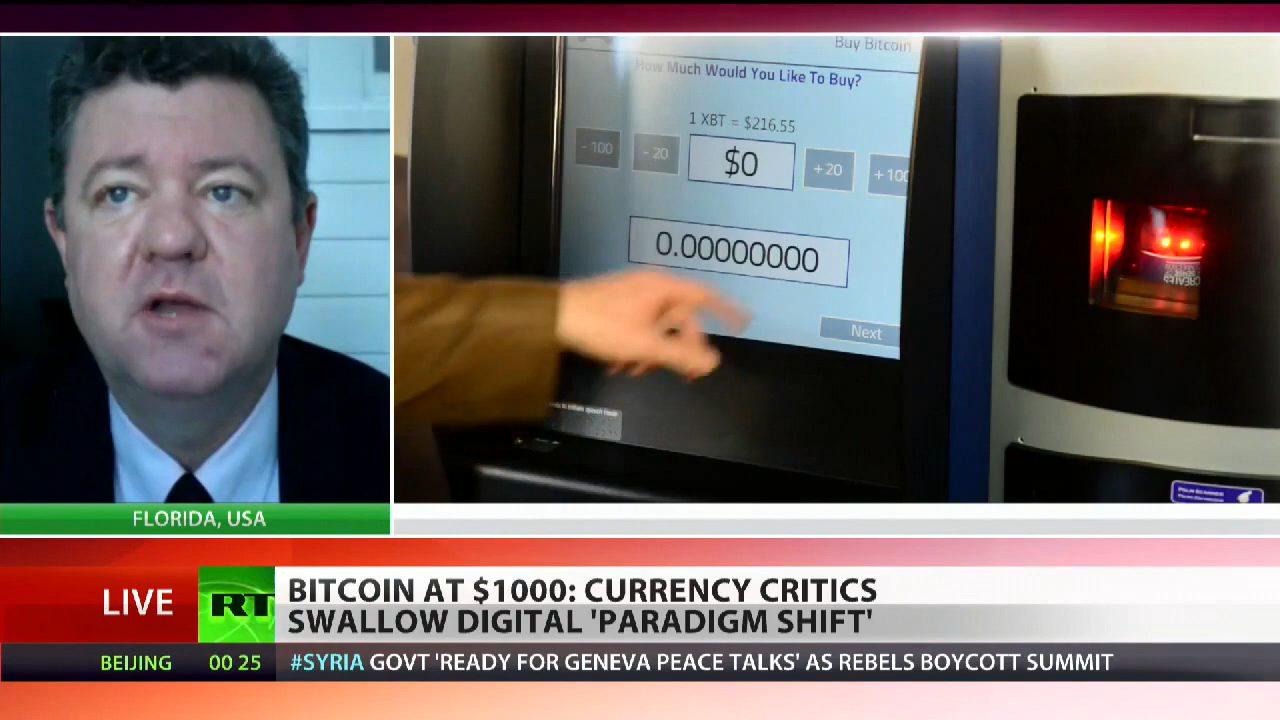 Buy Bitcoin
How Much Would You Like To Buy?
1 XBT = $216.55
- 100
- 20
$0
+ 20
+ 100
0.00000000
Next
FLORIDA, USA
LIVE
RT
BITCOIN AT $1000: CURRENCY CRITICS
SWALLOW DIGITAL 'PARADIGM SHIFT'
BEIJING 00 25
#SYRIA GOVT 'READY FOR GENEVA PEACE TALKS' AS REBELS BOYCOTT SUMMIT